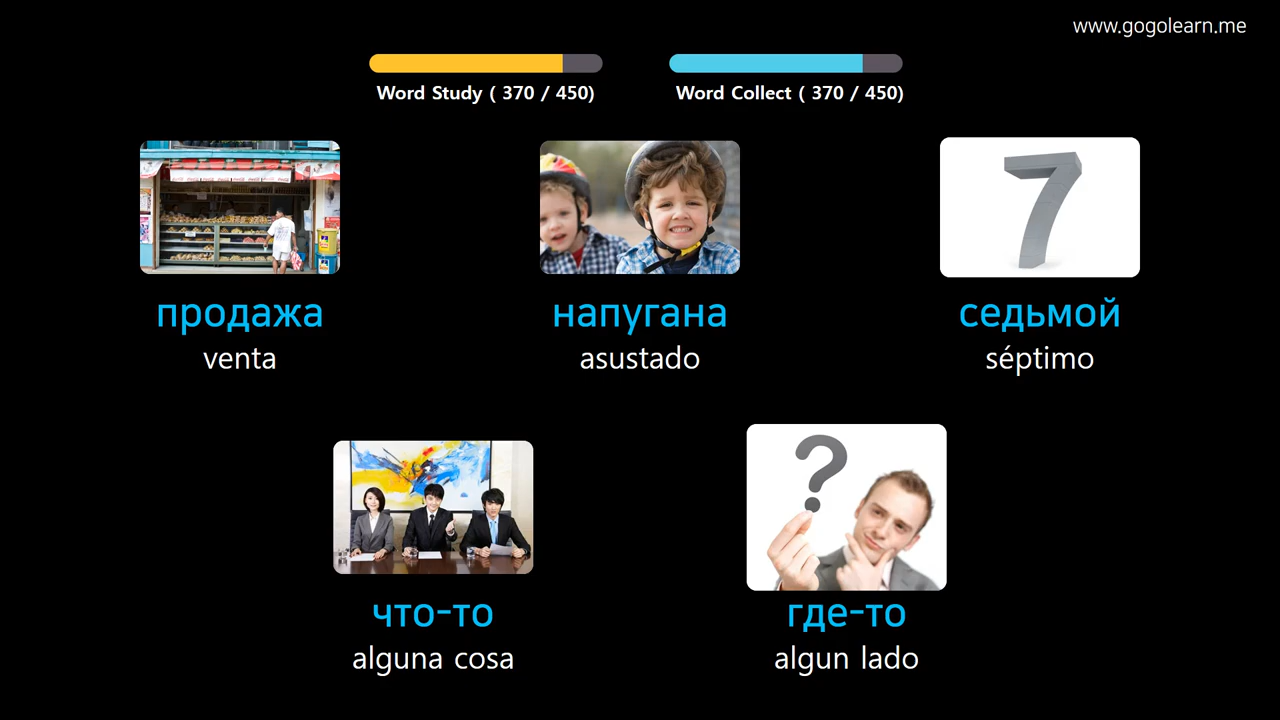 www.gogolearn.me
Word Study ( 370 / 450)
Word Collect ( 370 / 450)
продажа
venta
напугана
asustado
седьмой
séptimo
7
что-то
alguna cosa
?
где-то
algun lado